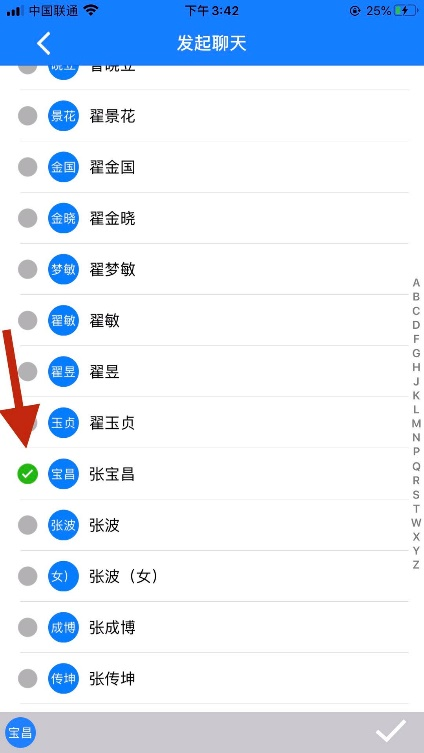 中国联通 下午 3:42 25%
发起聊天
景花 翟景花
金国 翟金国
金晓 翟金晓
梦敏 翟梦敏
翟敏 翟敏
翟昱 翟昱
玉贞 翟玉贞
宝昌 张宝昌
张波 张波
女） 张波（女）
成博 张成博
传坤 张传坤
A
B
C
D
F
G
H
J
K
L
M
N
P
Q
R
S
T
W
X
Y
Z
宝昌